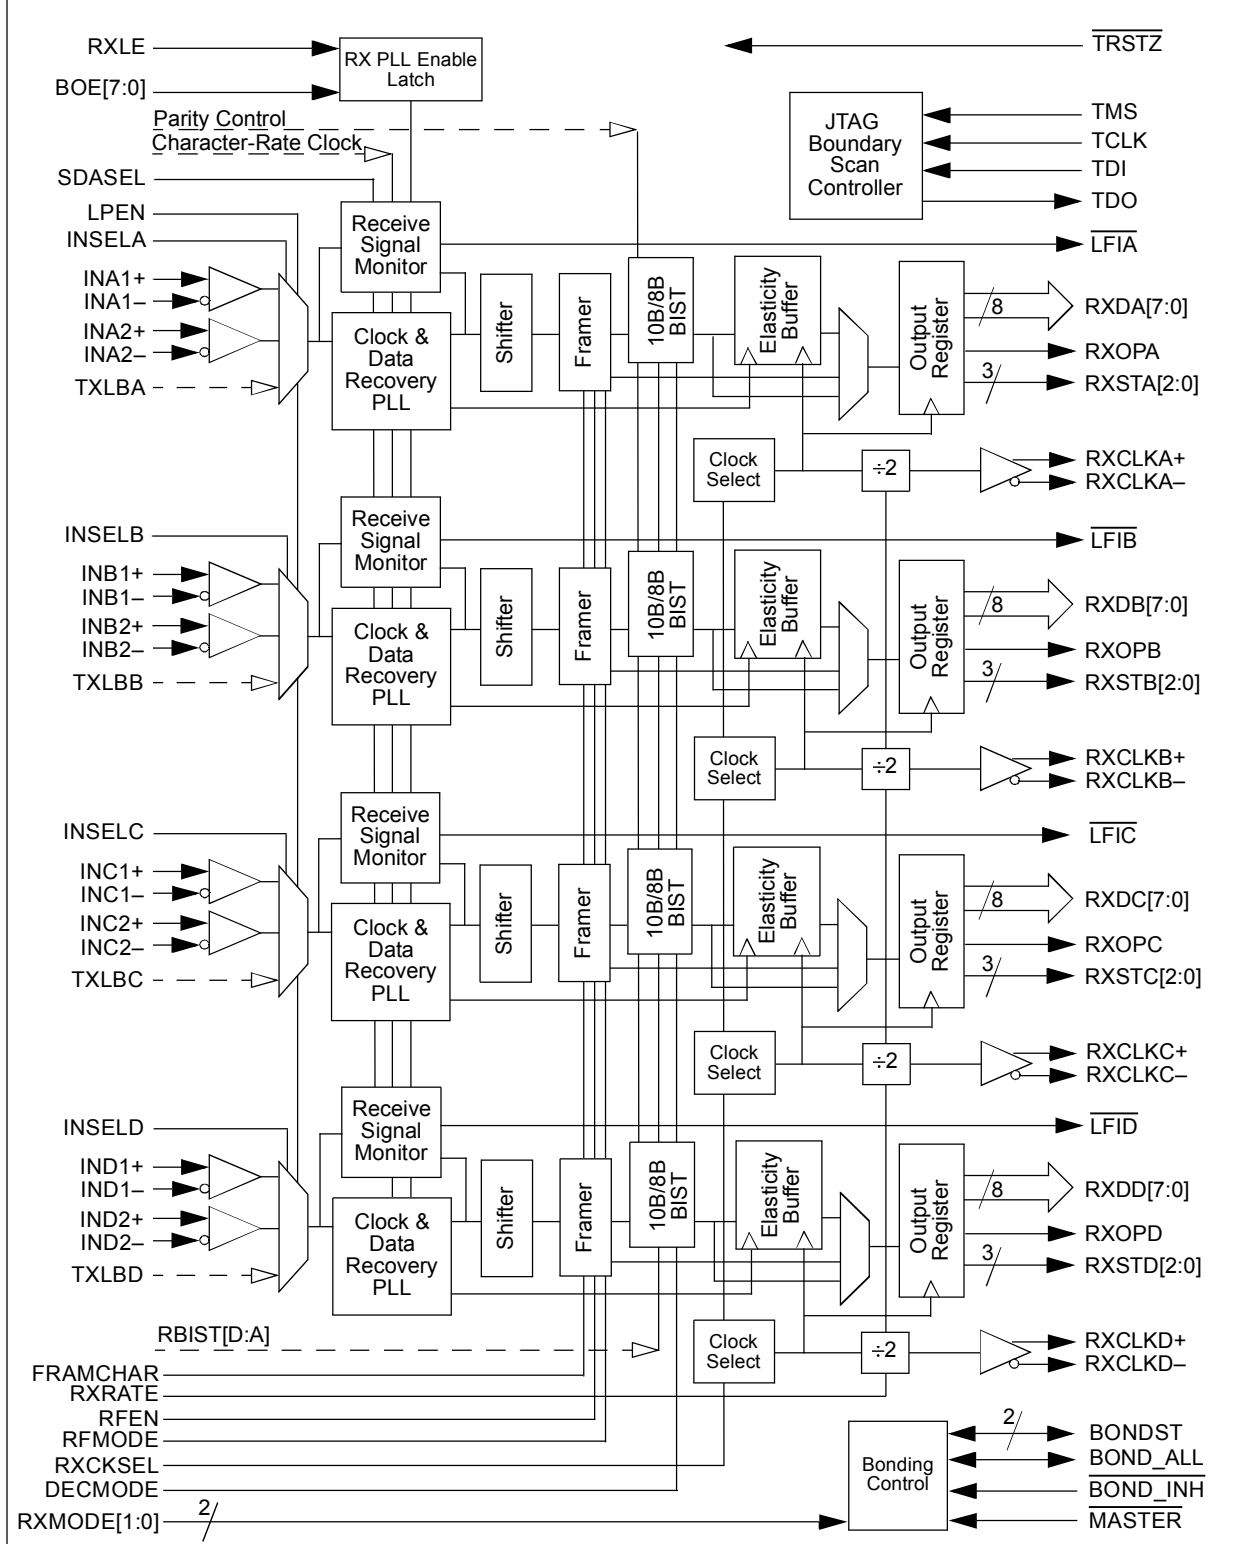 RXLE
BOE[7:0]
RX PLL Enable
Latch
TRSTZ
Parity Control
Character-Rate Clock
JTAG
Boundary
Scan
Controller
TMS
TCLK
TDI
TDO
SDASEL
LPEN
INSELA
INA1+
INA1–
INA2+
INA2–
TXLBA
Receive
Signal
Monitor
Clock &
Data
Recovery
PLL
Shifter
Framer
10B/8B
BIST
Elasticity
Buffer
Output
Register
LFIA
8
RXDA[7:0]
RXOPA
3
RXSTA[2:0]
Clock
Select
÷2
RXCLKA+
RXCLKA–
INSELB
INB1+
INB1–
INB2+
INB2–
TXLBB
Receive
Signal
Monitor
Clock &
Data
Recovery
PLL
Shifter
Framer
10B/8B
BIST
Elasticity
Buffer
Output
Register
LFIB
8
RXDB[7:0]
RXOPB
3
RXSTB[2:0]
Clock
Select
÷2
RXCLKB+
RXCLKB–
INSELC
INC1+
INC1–
INC2+
INC2–
TXLBC
Receive
Signal
Monitor
Clock &
Data
Recovery
PLL
Shifter
Framer
10B/8B
BIST
Elasticity
Buffer
Output
Register
LFIC
8
RXDC[7:0]
RXOPC
3
RXSTC[2:0]
Clock
Select
÷2
RXCLKC+
RXCLKC–
INSELD
IND1+
IND1–
IND2+
IND2–
TXLBD
Receive
Signal
Monitor
Clock &
Data
Recovery
PLL
Shifter
Framer
10B/8B
BIST
Elasticity
Buffer
Output
Register
LFID
8
RXDD[7:0]
RXOPD
3
RXSTD[2:0]
Clock
Select
÷2
RXCLKD+
RXCLKD–
RBIST[D:A]
FRAMCHAR
RXRATE
RFEN
RFMODE
RXCKSEL
DECMODE
RXMODE[1:0]
2
Bonding
Control
2
BONDST
BOND_ALL
BOND_INH
MASTER